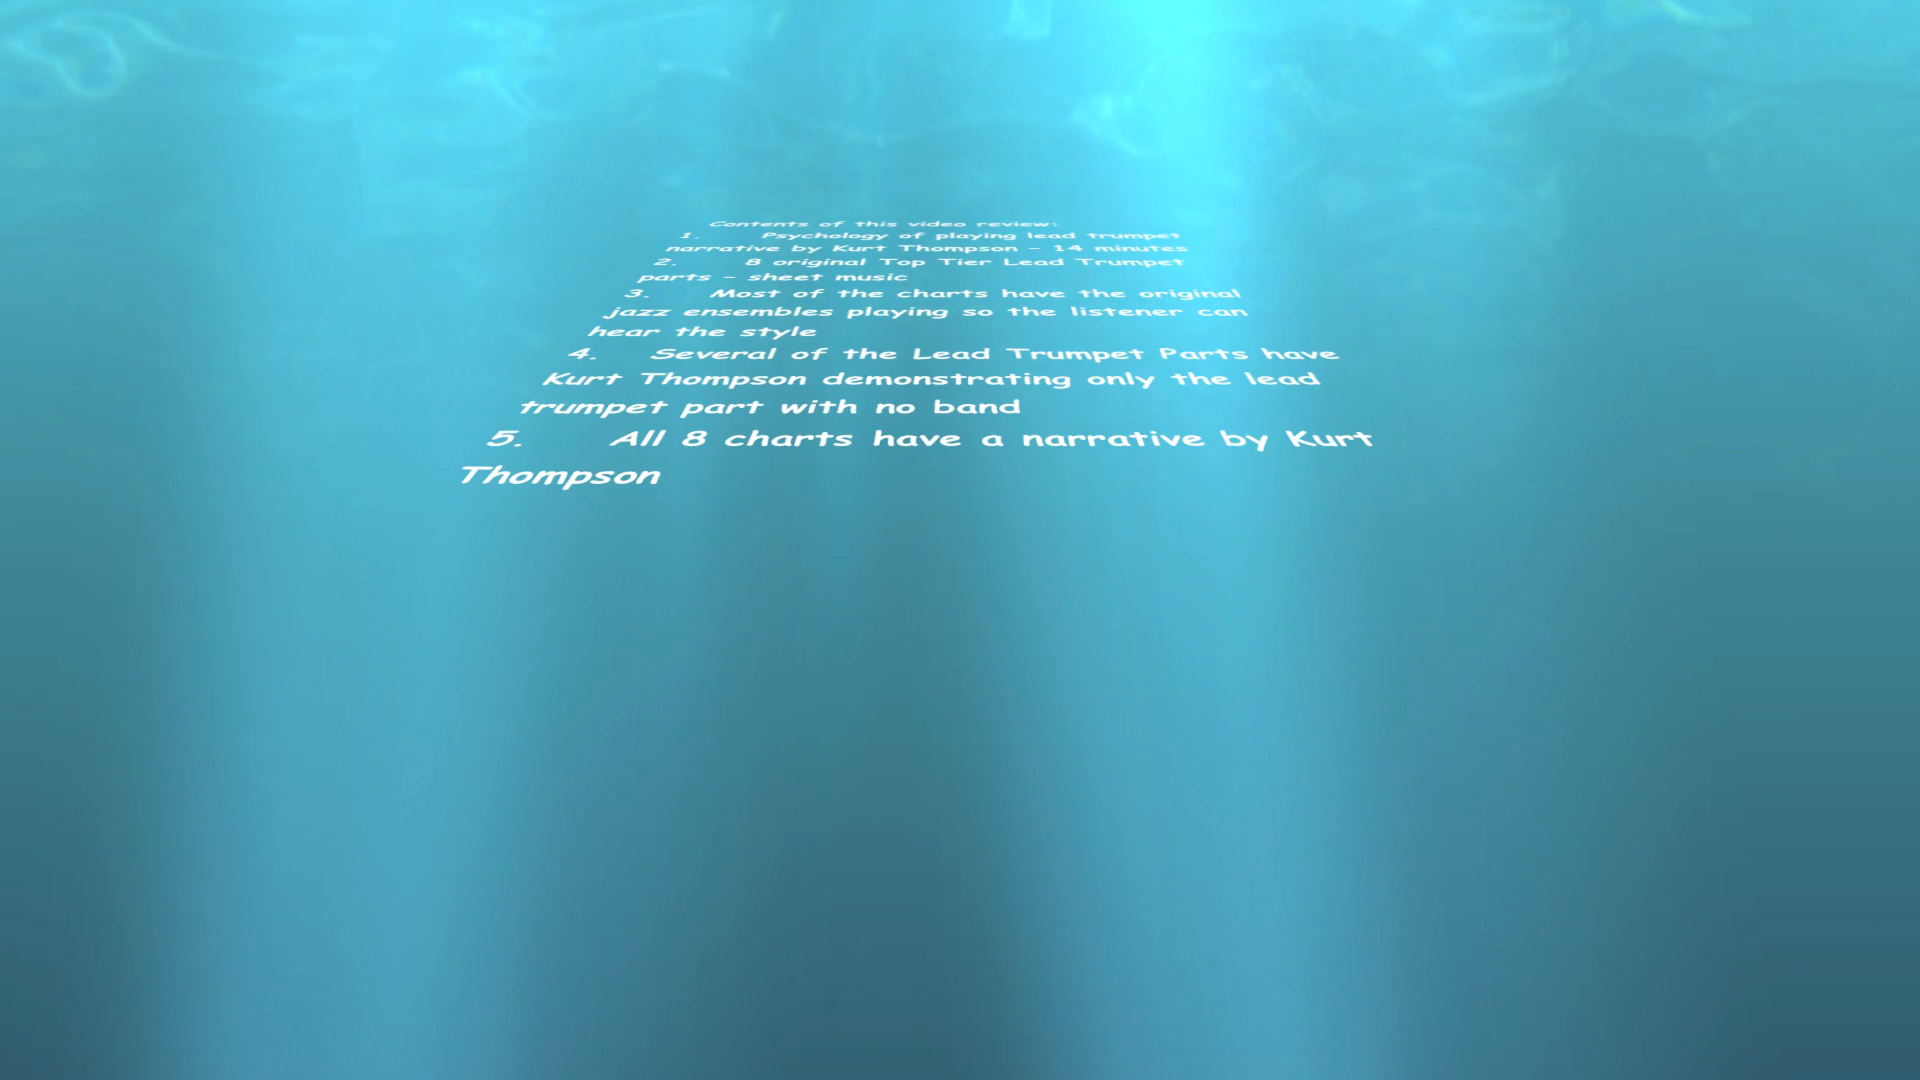 Contents of this video review:
1. Psychology of playing lead trumpet
narrative by Kurt Thompson - 14 minutes
2. 8 original Top Tier Lead Trumpet
parts - sheet music
3. Most of the charts have the original
jazz ensembles playing so the listener can
hear the style
4. Several of the Lead Trumpet Parts have
Kurt Thompson demonstrating only the lead
trumpet part with no band
5. All 8 charts have a narrative by Kurt
Thompson